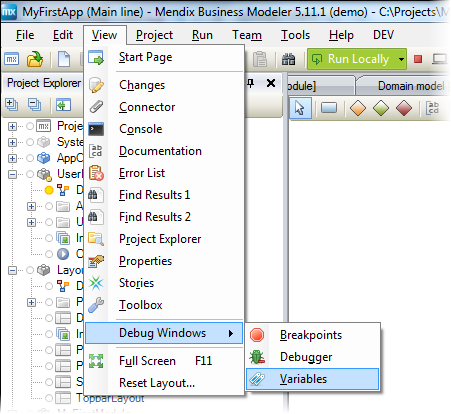 MyFirstApp (Main line) - Mendix Business Modeler 5.11.1 (demo) - C:\Projects\M
File Edit View Project Run Team Tools Help DEV
Start Page
Run Locally
Project Explorer
Changes
odule]
Domain model
Connector
Console
Proje
Documentation
Syste
Error List
AppC
Find Results 1
UserM
Find Results 2
D
A
Project Explorer
U
Properties
In
Stories
O
Toolbox
Layou
D
Debug Windows
Breakpoints
P
Full Screen F11
Debugger
Reset Layout...
Variables
TopbarLayout